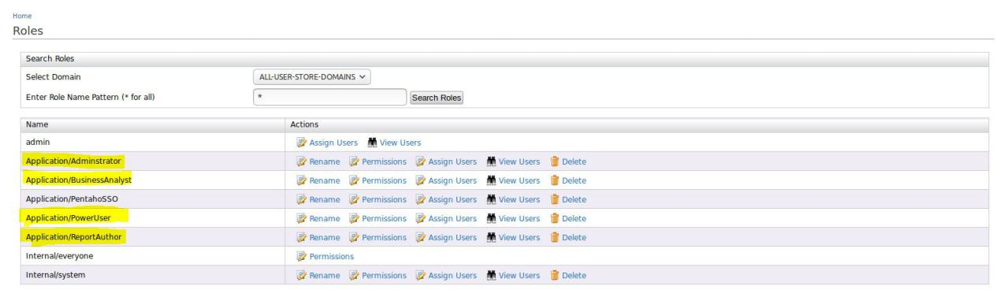 Home
Roles
Search Roles
Select Domain ALL-USER-STORE-DOMAINS
Enter Role Name Pattern (* for all) * Search Roles
Name Actions
admin Assign Users View Users
Application/Adminstrator Rename Permissions Assign Users View Users Delete
Application/BusinessAnalyst Rename Permissions Assign Users View Users Delete
Application/PentahoSSO Rename Permissions Assign Users View Users Delete
Application/PowerUser Rename Permissions Assign Users View Users Delete
Application/ReportAuthor Rename Permissions Assign Users View Users Delete
Internal/everyone Permissions
Internal/system Rename Permissions Assign Users View Users Delete